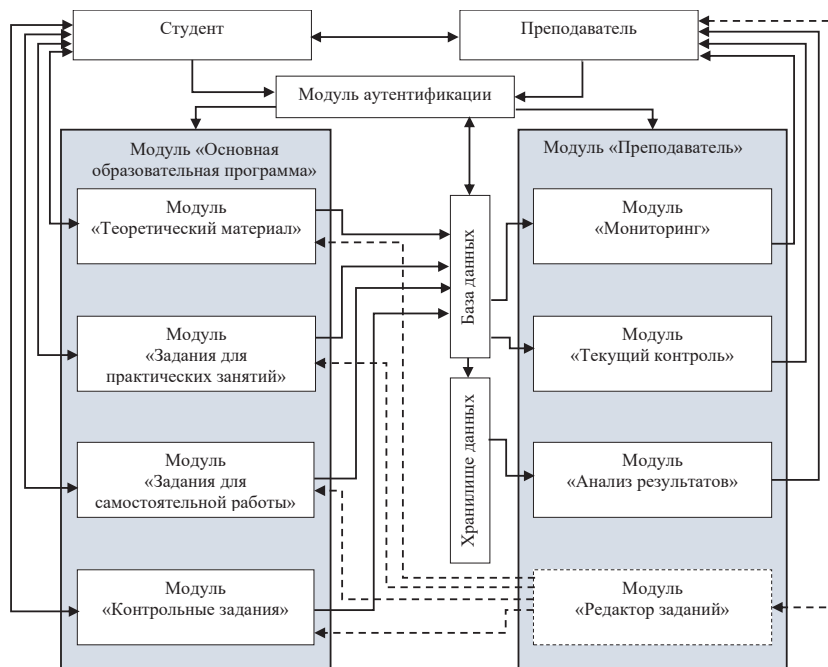 Студент
Преподаватель
Модуль аутентификации
Модуль «Основная
образовательная программа»
Модуль «Преподаватель»
Модуль
«Теоретический материал»
Модуль
«Мониторинг»
База данных
Модуль
«Задания для
практических занятий»
Модуль
«Текущий контроль»
Хранилище данных
Модуль
«Задания для
самостоятельной работы»
Модуль
«Анализ результатов»
Модуль
«Контрольные задания»
Модуль
«Редактор заданий»